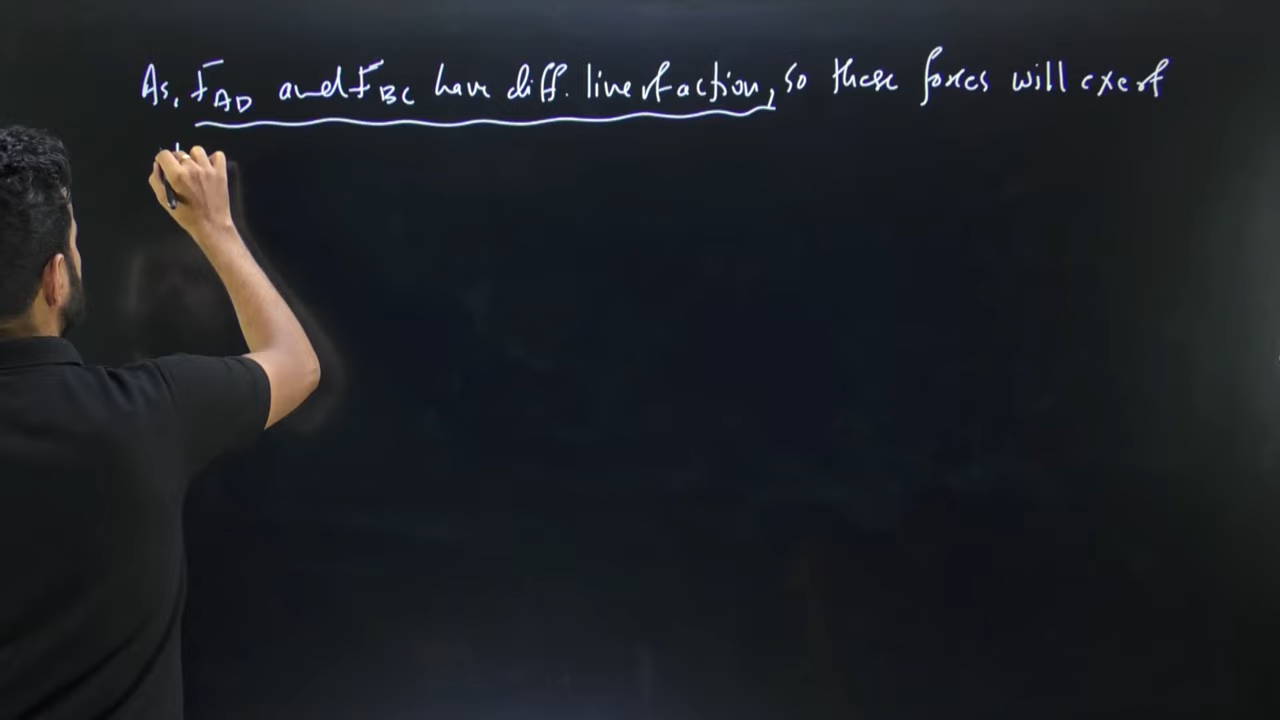 As, F_AD and F_BC have diff. line of action, so these forces will exert